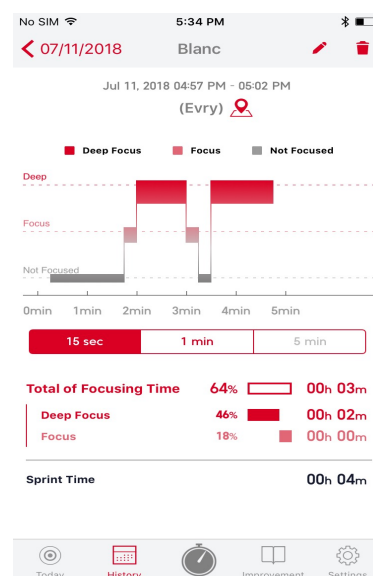 No SIM 5:34 PM
07/11/2018 Blanc
Jul 11, 2018 04:57 PM - 05:02 PM
(Evry)
Deep Focus Focus Not Focused
Deep
Focus
Not Focused
0min 1min 2min 3min 4min 5min
15 sec 1 min 5 min
Total of Focusing Time 64% 00h 03m
Deep Focus 46% 00h 02m
Focus 18% 00h 00m
Sprint Time 00h 04m
Today History Improvement Settings